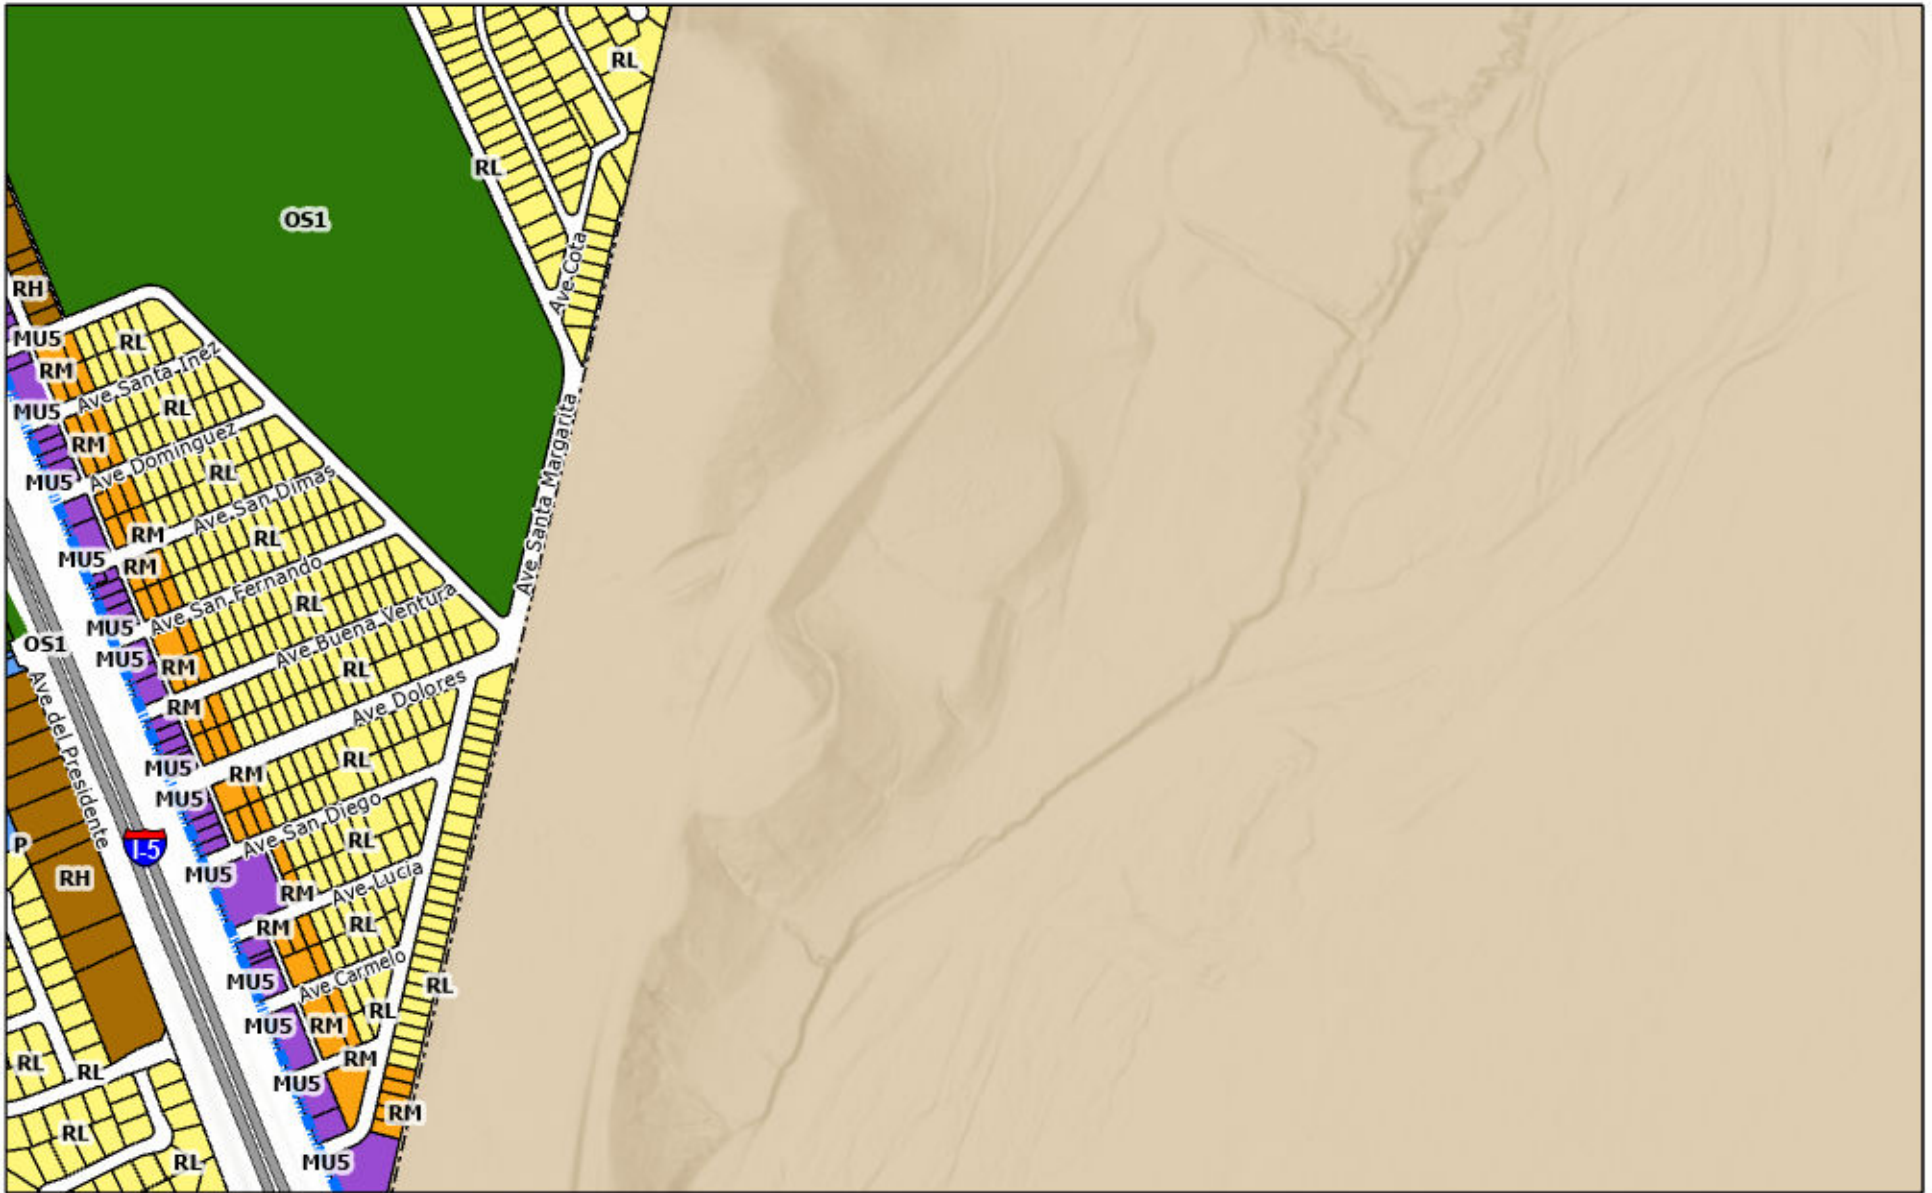 RL
RL
OS1
Ave Cota
RH
MU5
RL
RM
Ave Santa Inez
MU5
RL
RM
Ave Dominguez
MU5
RL
Ave San Dimas
Ave Santa Margarita
RM
RL
MU5
RM
Ave San Fernando
RL
MU5
Ave Buena Ventura
OS1
MU5
RM
RL
Ave Dolores
RM
Ave del Presidente
MU5
RM
RL
MU5
Ave San Diego
I-5
P
RL
RH
MU5
RM
Ave Lucia
RM
RL
MU5
Ave Carmelo
RL
MU5
RM
RL
RL
RL
MU5
RM
RL
RM
MU5
RL